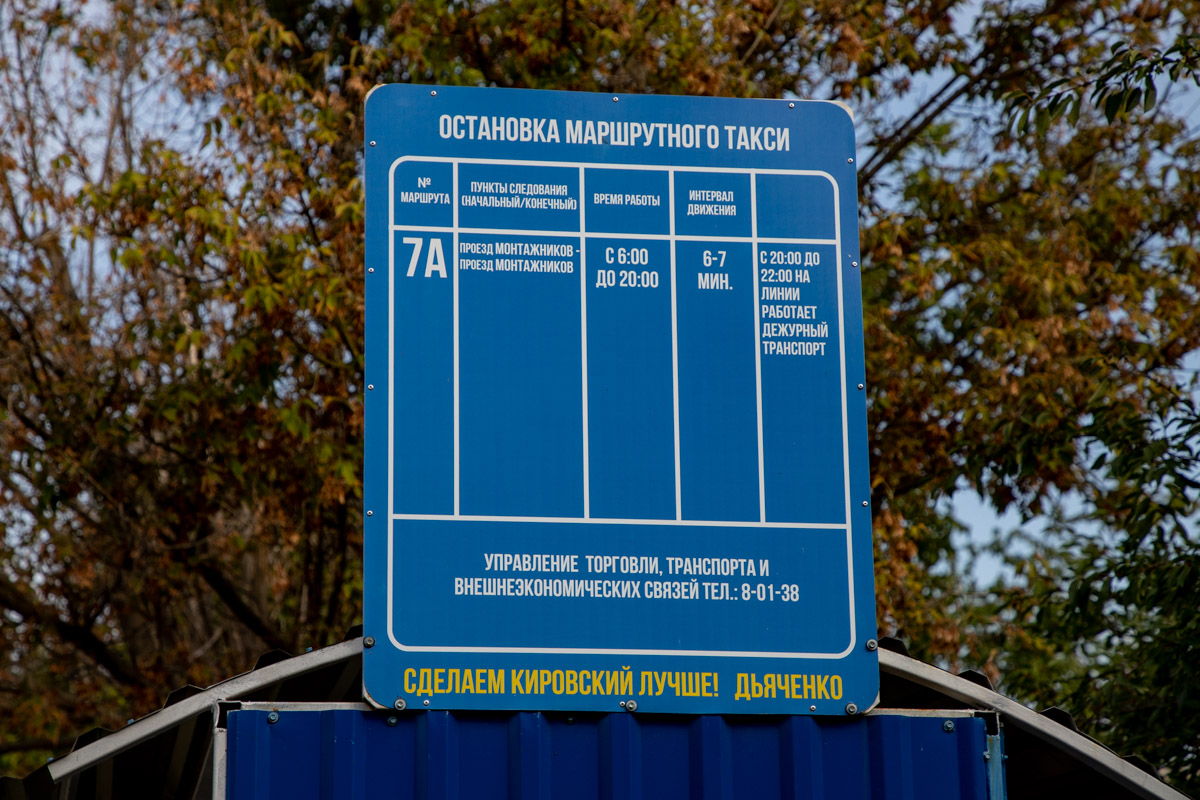 ОСТАНОВКА МАРШРУТНОГО ТАКСИ
№
МАРШРУТА
ПУНКТЫ СЛЕДОВАНИЯ
(НАЧАЛЬНЫЙ/КОНЕЧНЫЙ)
ВРЕМЯ РАБОТЫ
ИНТЕРВАЛ
ДВИЖЕНИЯ
7А
ПРОЕЗД МОНТАЖНИКОВ -
ПРОЕЗД МОНТАЖНИКОВ
С 6:00
ДО 20:00
6-7
МИН.
С 20:00 ДО
22:00 НА
ЛИНИИ
РАБОТАЕТ
ДЕЖУРНЫЙ
ТРАНСПОРТ
УПРАВЛЕНИЕ ТОРГОВЛИ, ТРАНСПОРТА И
ВНЕШНЕЭКОНОМИЧЕСКИХ СВЯЗЕЙ ТЕЛ.: 8-01-38
СДЕЛАЕМ КИРОВСКИЙ ЛУЧШЕ! ДЬЯЧЕНКО